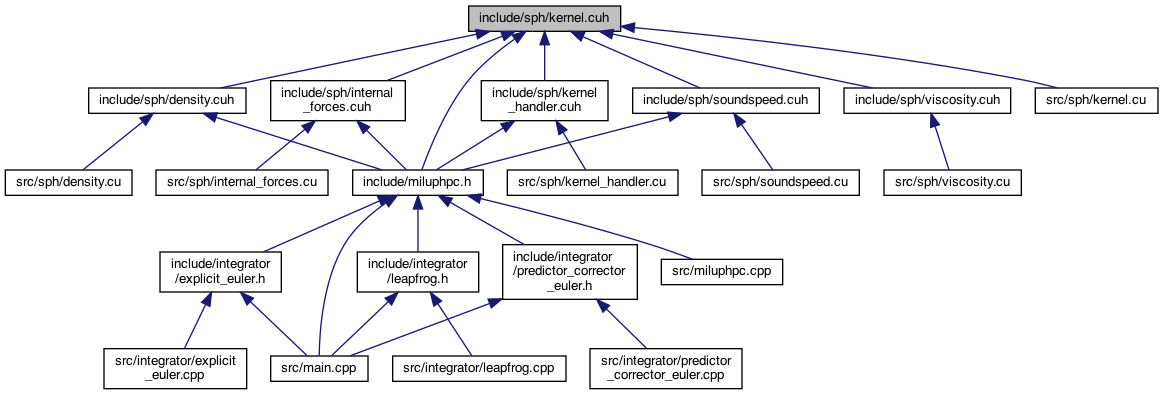 include/sph/kernel.cuh
include/sph/density.cuh
include/sph/internal
_forces.cuh
include/sph/kernel
_handler.cuh
include/sph/soundspeed.cuh
include/sph/viscosity.cuh
src/sph/kernel.cu
src/sph/density.cu
src/sph/internal_forces.cu
include/miluphpc.h
src/sph/kernel_handler.cu
src/sph/soundspeed.cu
src/sph/viscosity.cu
include/integrator
/explicit_euler.h
include/integrator
/leapfrog.h
include/integrator
/predictor_corrector
_euler.h
src/miluphpc.cpp
src/integrator/explicit
_euler.cpp
src/main.cpp
src/integrator/leapfrog.cpp
src/integrator/predictor
_corrector_euler.cpp